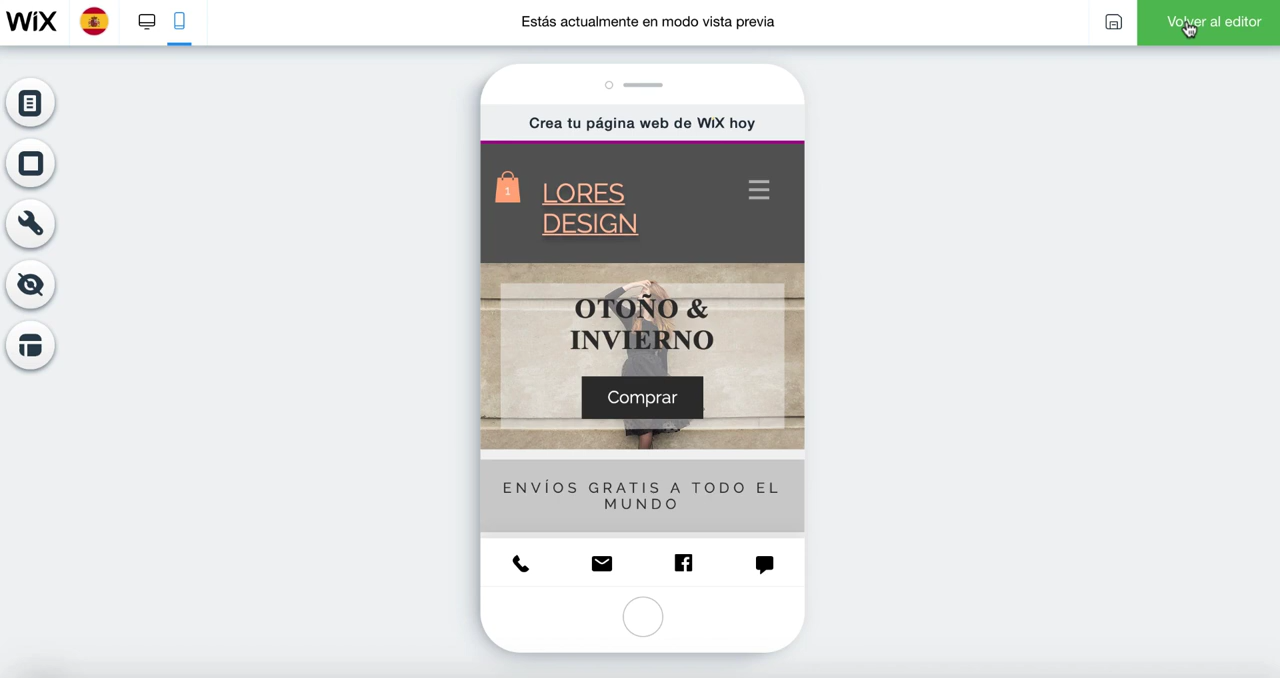 WiX
Estás actualmente en modo vista previa
Volver al editor
Crea tu página web de WiX hoy
1
LORES
DESIGN
OTOÑO &
INVIERNO
Comprar
ENVÍOS GRATIS A TODO EL
MUNDO